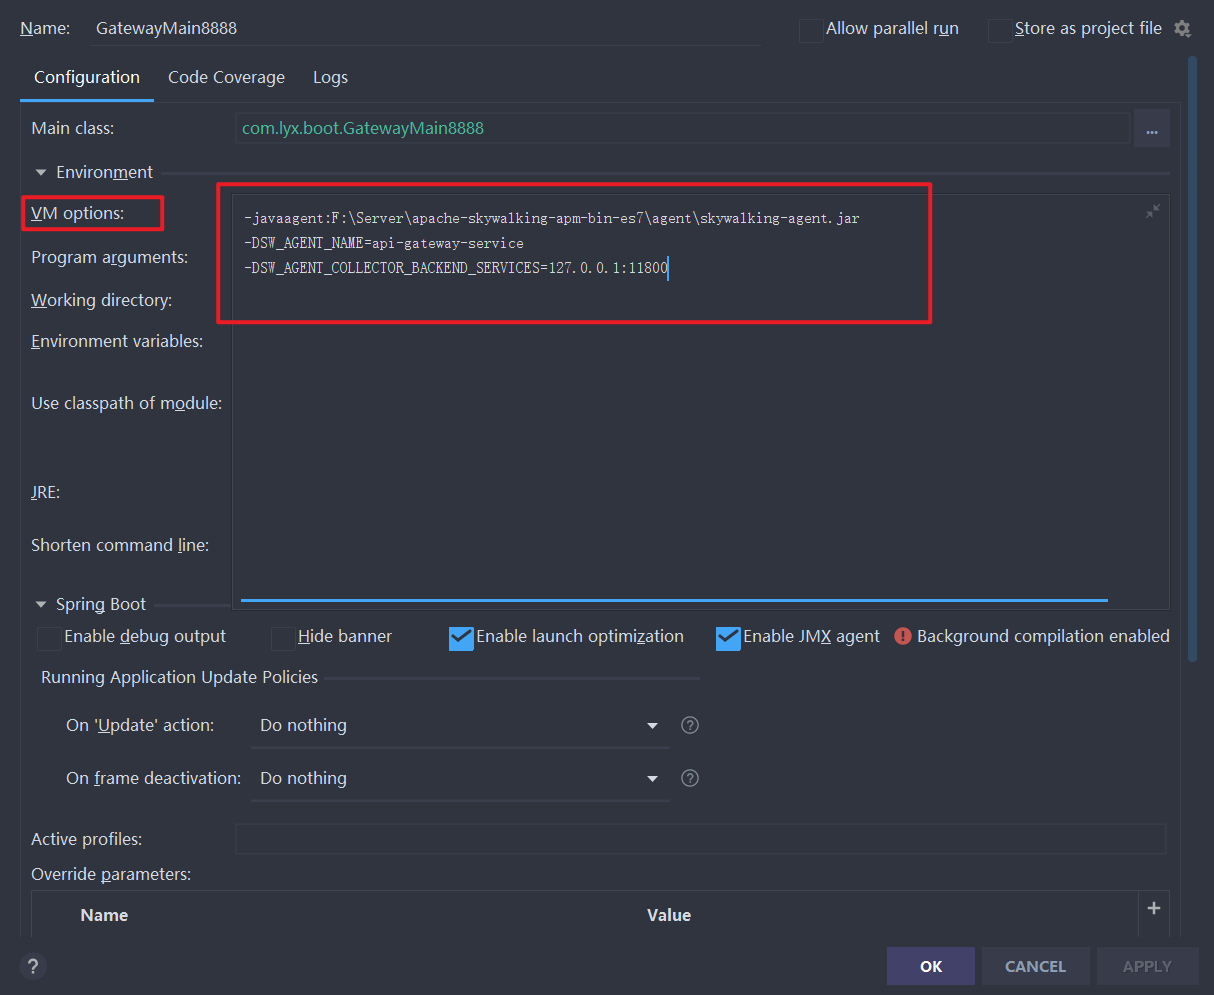 Name: GatewayMain8888 Allow parallel run Store as project file
Configuration Code Coverage Logs
Main class: com.lyx.boot.GatewayMain8888 ...
Environment
VM options:
-javaagent:F:\Server\apache-skywalking-apm-bin-es7\agent\skywalking-agent.jar
-DSW_AGENT_NAME=api-gateway-service
-DSW_AGENT_COLLECTOR_BACKEND_SERVICES=127.0.0.1:11800
Program arguments:
Working directory:
Environment variables:
Use classpath of module:
JRE:
Shorten command line:
Spring Boot
Enable debug output Hide banner Enable launch optimization Enable JMX agent Background compilation enabled
Running Application Update Policies
On 'Update' action: Do nothing ?
On frame deactivation: Do nothing ?
Active profiles:
Override parameters:
Name Value +
? OK CANCEL APPLY